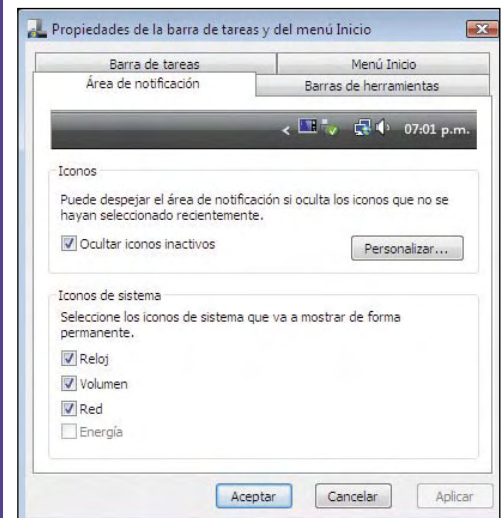 Propiedades de la barra de tareas y del menú Inicio
Barra de tareas
Menú Inicio
Área de notificación
Barras de herramientas
07:01 p.m.
Iconos
Puede despejar el área de notificación si oculta los iconos que no se
hayan seleccionado recientemente.
Ocultar iconos inactivos
Personalizar...
Iconos de sistema
Seleccione los iconos de sistema que va a mostrar de forma
permanente.
Reloj
Volumen
Red
Energía
Aceptar
Cancelar
Aplicar